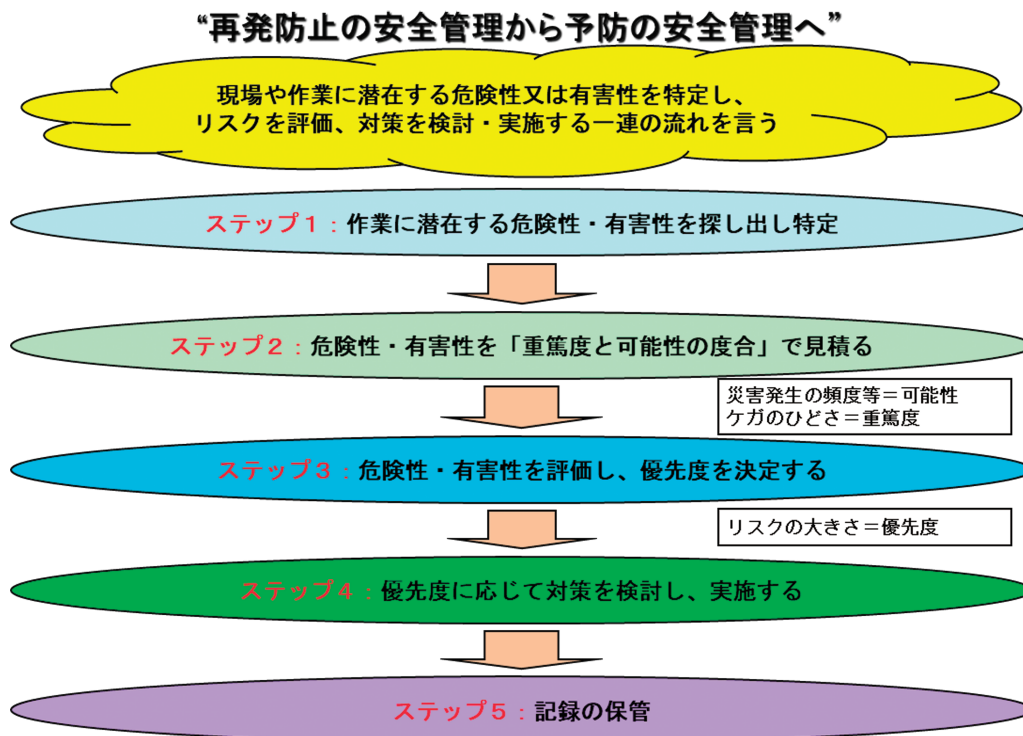 “再発防止の安全管理から予防の安全管理へ”
現場や作業に潜在する危険性又は有害性を特定し、
リスクを評価、対策を検討・実施する一連の流れを言う
ステップ１：作業に潜在する危険性・有害性を探し出し特定
ステップ２：危険性・有害性を「重篤度と可能性の度合」で見積る
災害発生の頻度等＝可能性
ケガのひどさ＝重篤度
ステップ３：危険性・有害性を評価し、優先度を決定する
リスクの大きさ＝優先度
ステップ４：優先度に応じて対策を検討し、実施する
ステップ５：記録の保管